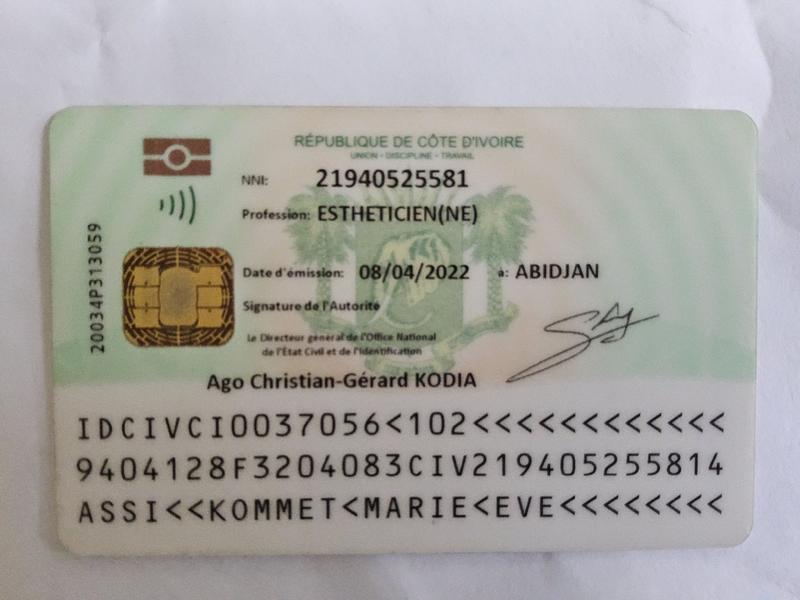 RÉPUBLIQUE DE CÔTE D'IVOIRE
UNION - DISCIPLINE - TRAVAIL
NNI: 21940525581
Profession: ESTHETICIEN(NE)
20034P313059
Date d'émission: 08/04/2022 à: ABIDJAN
Signature de l'Autorité
Le Directeur général de l'Office National
de l'État Civil et de l'Identification
Ago Christian-Gérard KODIA
IDCIVCI0037056<102<<<<<<<<<<<<
9404128F3204083CIV219405255814
ASSI<<KOMMET<MARIE<EVE<<<<<<<<